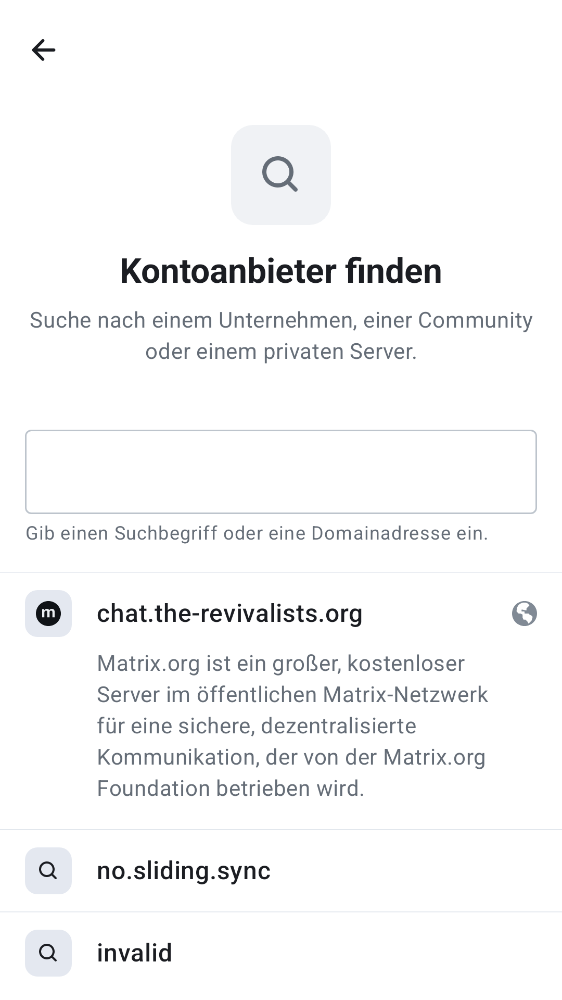 Kontoanbieter finden
Suche nach einem Unternehmen, einer Community
oder einem privaten Server.
Gib einen Suchbegriff oder eine Domainadresse ein.
m
chat.the-revivalists.org
Matrix.org ist ein großer, kostenloser
Server im öffentlichen Matrix-Netzwerk
für eine sichere, dezentralisierte
Kommunikation, der von der Matrix.org
Foundation betrieben wird.
no.sliding.sync
invalid